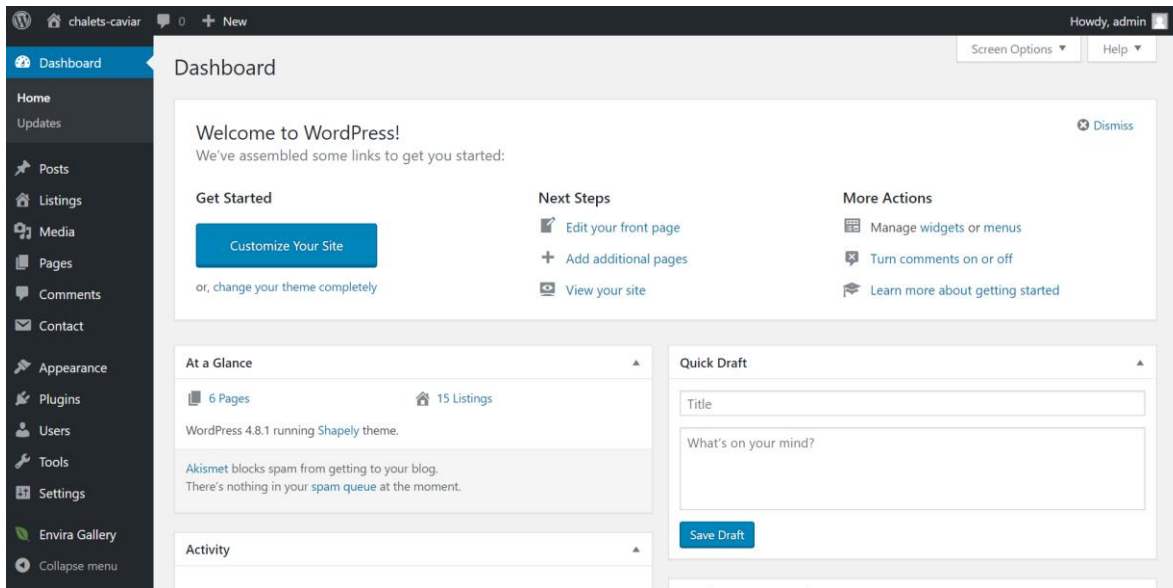 chalets-caviar 0 + New Howdy, admin
Screen Options Help
Dashboard
Home
Updates
Posts
Listings
Media
Pages
Comments
Contact
Appearance
Plugins
Users
Tools
Settings
Envira Gallery
Collapse menu
Dashboard
Welcome to WordPress!
We've assembled some links to get you started:
Dismiss
Get Started
Customize Your Site
or, change your theme completely
Next Steps
Edit your front page
Add additional pages
View your site
More Actions
Manage widgets or menus
Turn comments on or off
Learn more about getting started
At a Glance
6 Pages 15 Listings
WordPress 4.8.1 running Shapely theme.
Akismet blocks spam from getting to your blog.
There's nothing in your spam queue at the moment.
Activity
Quick Draft
Title
What's on your mind?
Save Draft